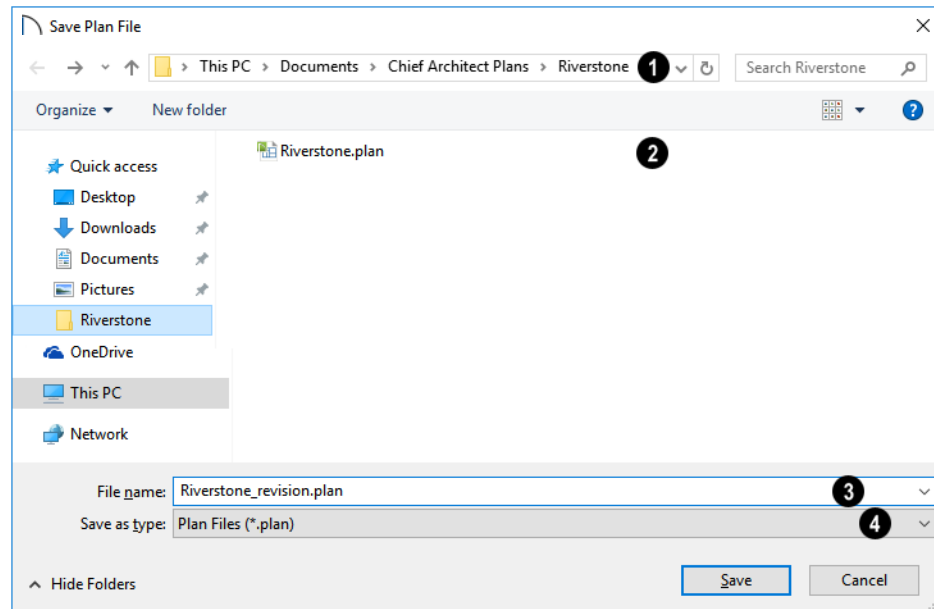 Save Plan File
This PC > Documents > Chief Architect Plans > Riverstone 1 Search Riverstone
Organize New folder ?
Riverstone.plan 2
Quick access
Desktop
Downloads
Documents
Pictures
Riverstone
OneDrive
This PC
Network
File name: Riverstone_revision.plan 3
Save as type: Plan Files (*.plan) 4
Hide Folders Save Cancel